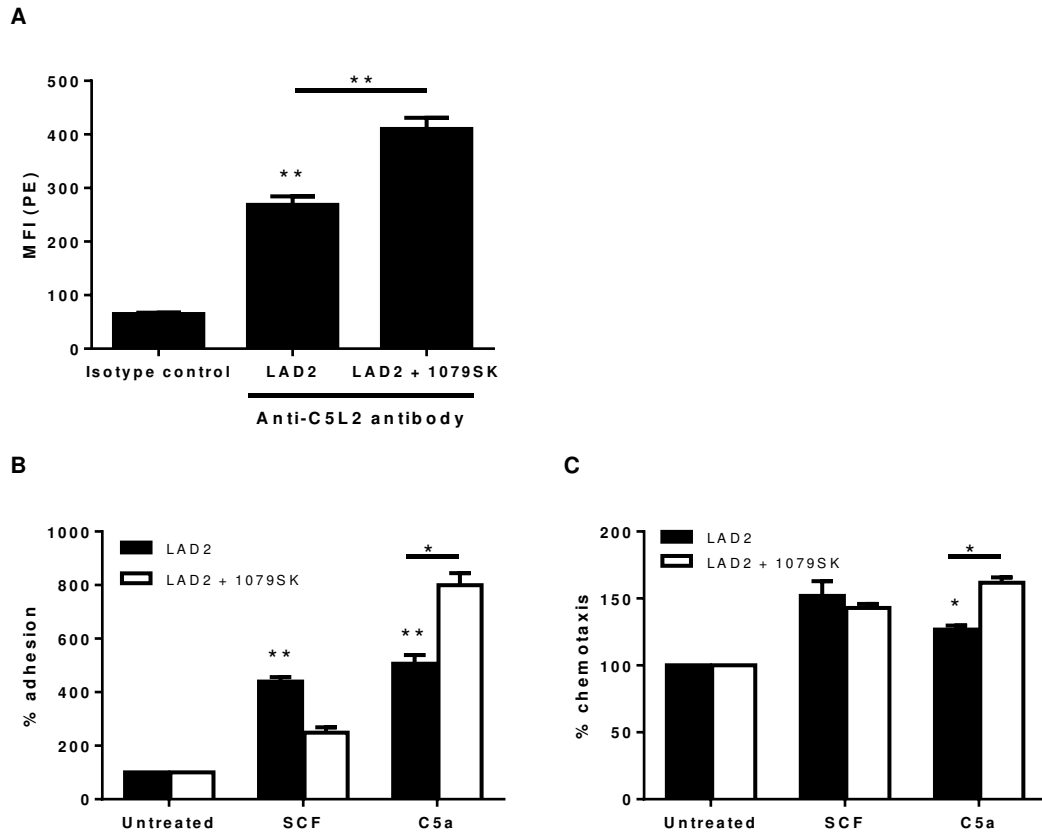 A
500
400
300
200
100
0
MFI (PE)
**
**
Isotype control LAD2 LAD2 + 1079SK
Anti-C5L2 antibody
B
1000
800
600
400
200
0
% adhesion
LAD2
LAD2 + 1079SK
**
**
*
Untreated SCF C5a
C
200
150
100
50
0
% chemotaxis
LAD2
LAD2 + 1079SK
*
*
Untreated SCF C5a